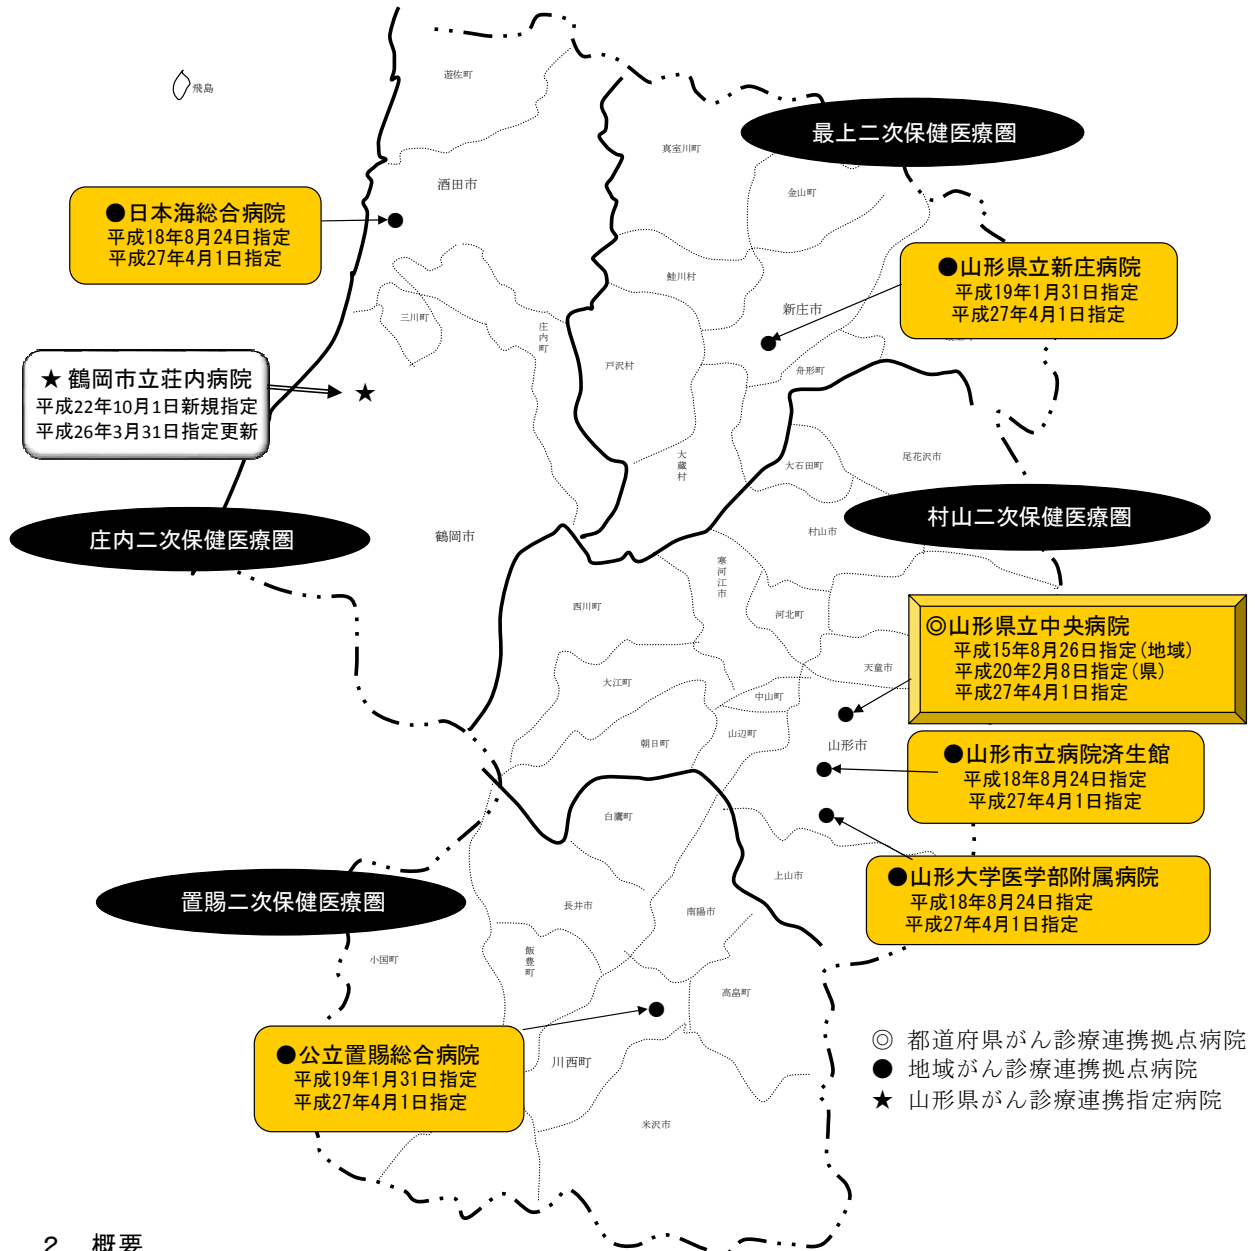 遊佐町
飛島
最上二次保健医療圏
真室川町
酒田市
金山町
●日本海総合病院
平成18年8月24日指定
平成27年4月1日指定
●山形県立新庄病院
平成19年1月31日指定
平成27年4月1日指定
鮭川村
新庄市
三川町
庄内町
戸沢村
舟形町
★ 鶴岡市立荘内病院
平成22年10月1日新規指定
平成26年3月31日指定更新
大蔵村
大石田町
尾花沢市
村山二次保健医療圏
庄内二次保健医療圏
鶴岡市
村山市
寒河江市
西川町
河北町
◎山形県立中央病院
平成15年8月26日指定(地域)
平成20年2月8日指定(県)
平成27年4月1日指定
天童市
大江町
中山町
朝日町
山辺町
山形市
●山形市立病院済生館
平成18年8月24日指定
平成27年4月1日指定
白鷹町
上山市
●山形大学医学部附属病院
平成18年8月24日指定
平成27年4月1日指定
置賜二次保健医療圏
長井市
南陽市
飯豊町
小国町
高畠町
●公立置賜総合病院
平成19年1月31日指定
平成27年4月1日指定
川西町
米沢市
◎ 都道府県がん診療連携拠点病院
● 地域がん診療連携拠点病院
★ 山形県がん診療連携指定病院
2 概要